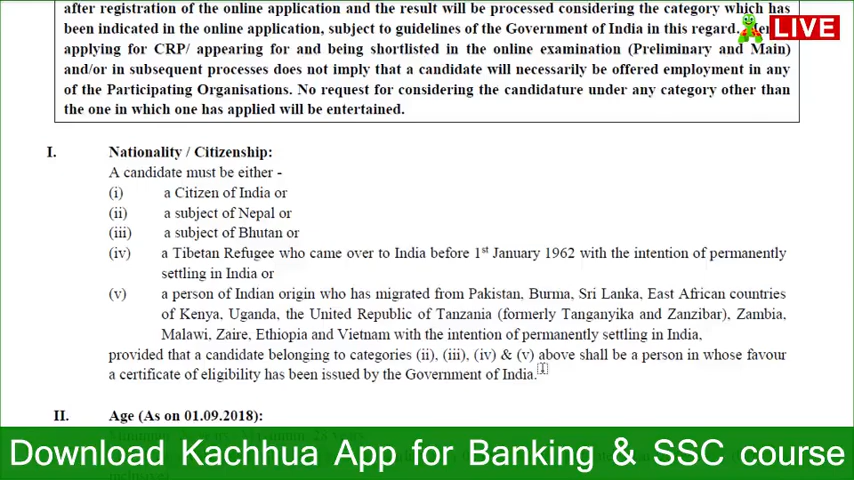 after registration of the online application and the result will be processed considering the category which has
been indicated in the online application, subject to guidelines of the Government of India in this regard.
LIVE
applying for CRP/ appearing for and being shortlisted in the online examination (Preliminary and Main)
and/or in subsequent processes does not imply that a candidate will necessarily be offered employment in any
of the Participating Organisations. No request for considering the candidature under any category other than
the one in which one has applied will be entertained.
I. Nationality / Citizenship:
A candidate must be either -
(i) a Citizen of India or
(ii) a subject of Nepal or
(iii) a subject of Bhutan or
(iv) a Tibetan Refugee who came over to India before 1st January 1962 with the intention of permanently
settling in India or
(v) a person of Indian origin who has migrated from Pakistan, Burma, Sri Lanka, East African countries
of Kenya, Uganda, the United Republic of Tanzania (formerly Tanganyika and Zanzibar), Zambia,
Malawi, Zaire, Ethiopia and Vietnam with the intention of permanently settling in India,
provided that a candidate belonging to categories (ii), (iii), (iv) & (v) above shall be a person in whose favour
a certificate of eligibility has been issued by the Government of India.
II. Age (As on 01.09.2018):
Download Kachhua App for Banking & SSC course